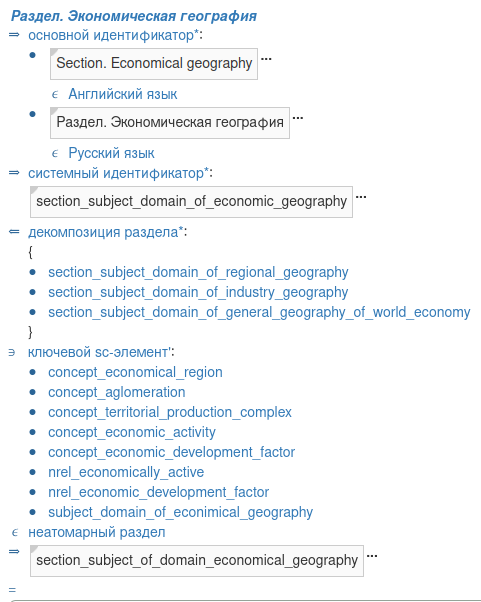 Раздел. Экономическая география
⇒ основной идентификатор*:
● Section. Economical geography ...
ϵ Английский язык
● Раздел. Экономическая география ...
ϵ Русский язык
⇒ системный идентификатор*:
section_subject_domain_of_economic_geography ...
⇐ декомпозиция раздела*:
{
● section_subject_domain_of_regional_geography
● section_subject_domain_of_industry_geography
● section_subject_domain_of_general_geography_of_world_economy
}
∋ ключевой sc-элемент':
● concept_economical_region
● concept_aglomeration
● concept_territorial_production_complex
● concept_economic_activity
● concept_economic_development_factor
● nrel_economically_active
● nrel_economic_development_factor
● subject_domain_of_econimical_geography
ϵ неатомарный раздел
⇒ section_subject_of_domain_economical_geography ...
=